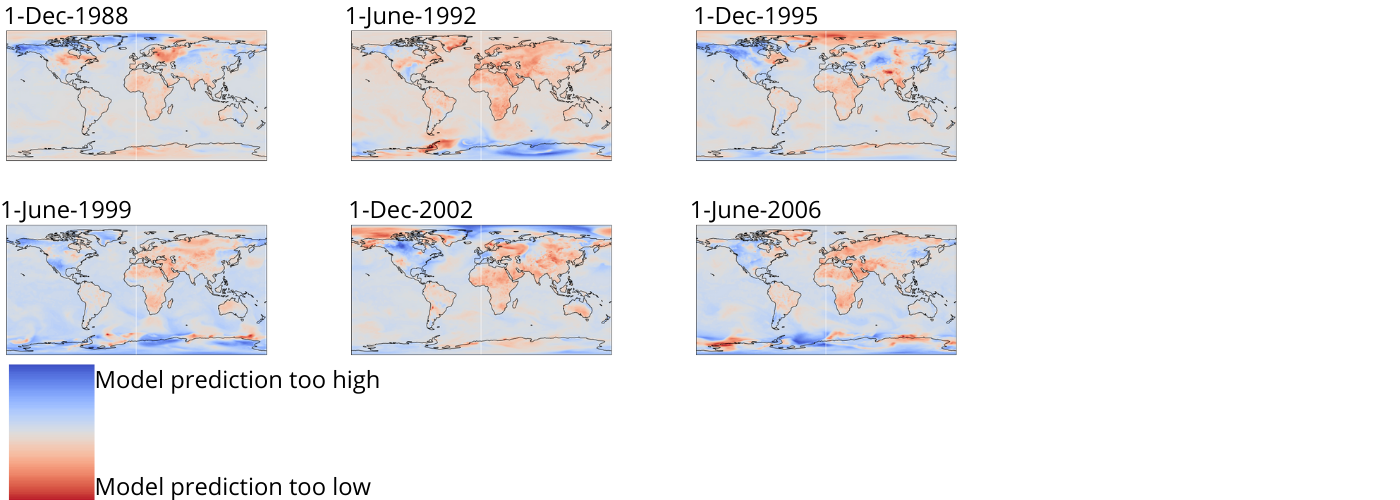 1-Dec-1988
1-June-1992
1-Dec-1995
1-June-1999
1-Dec-2002
1-June-2006
Model prediction too high
Model prediction too low